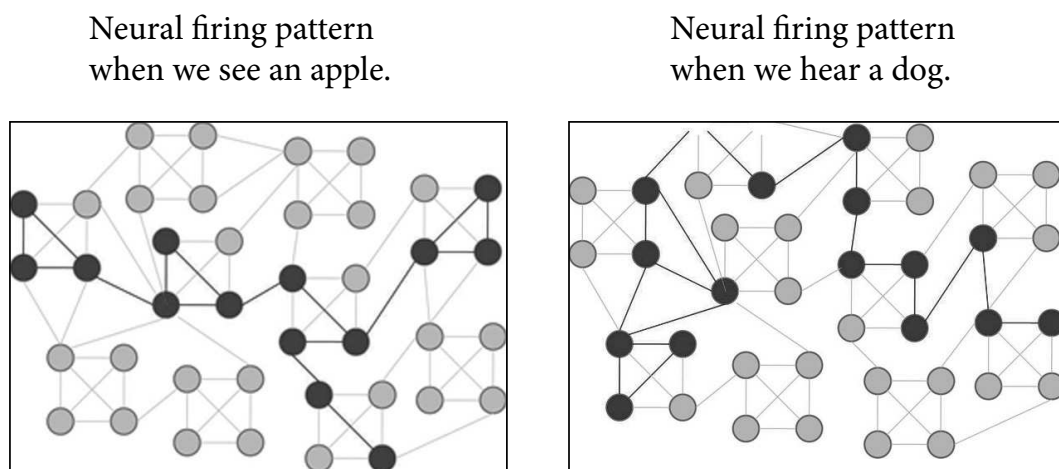 Neural firing pattern
when we see an apple.
Neural firing pattern
when we hear a dog.